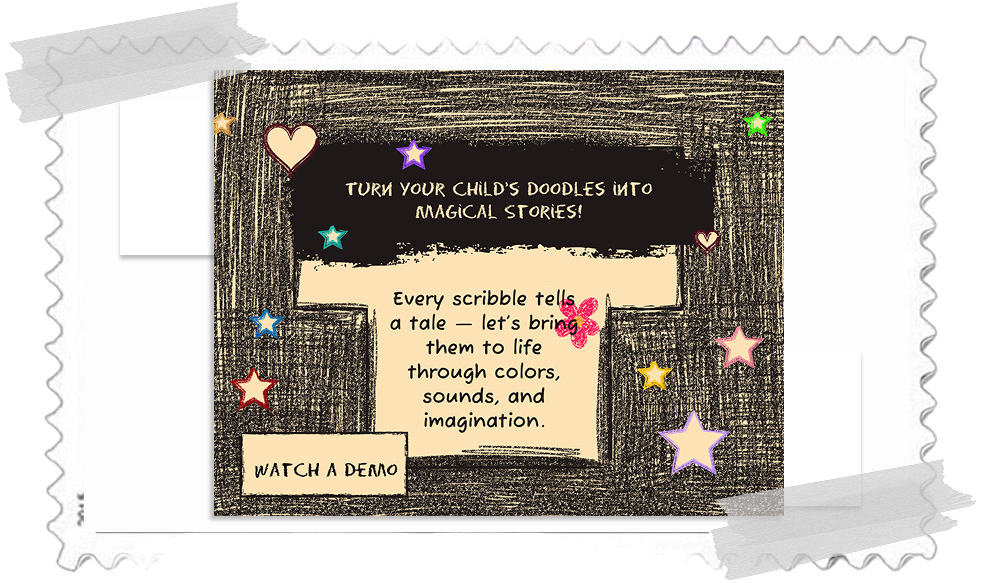 TURN YOUR CHILD'S DOODLES INTO
MAGICAL STORIES!
Every scribble tells
a tale — let's bring
them to life
through colors,
sounds, and
imagination.
WATCH A DEMO